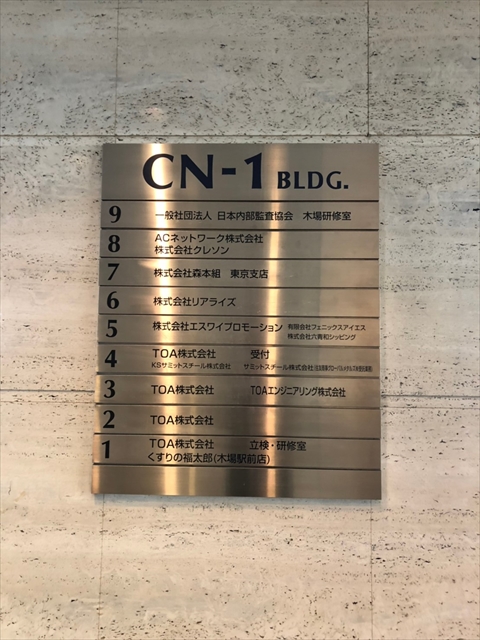 CN-1 BLDG.
9 一般社団法人 日本内部監査協会 木場研修室
8 ACネットワーク株式会社
株式会社クレソン
7 株式会社森本組 東京支店
6 株式会社リアライズ
5 株式会社エスワイプロモーション 有限会社フェニックスアイエス
株式会社六青和シッピング
4 TOA株式会社 受付
KSサミットスチール株式会社 サミットスチール株式会社
3 TOA株式会社 TOAエンジニアリング株式会社
2 TOA株式会社
1 TOA株式会社 立検・研修室
くすりの福太郎(木場駅前店)